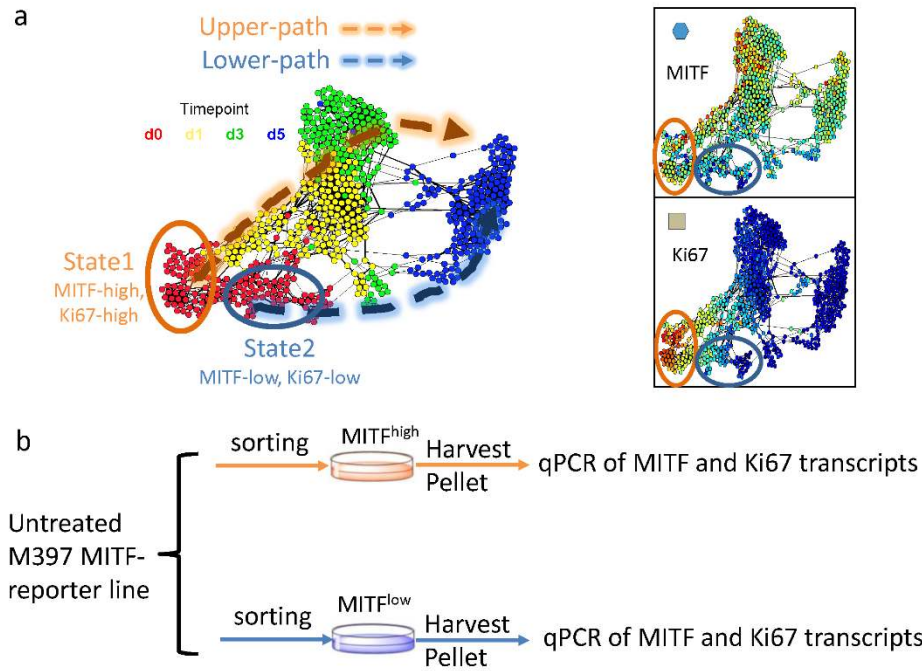 a
Upper-path
Lower-path
Timepoint
d0 d1 d3 d5
State1
MITF-high,
Ki67-high
State2
MITF-low, Ki67-low
MITF
Ki67
b
Untreated
M397 MITF-
reporter line
sorting
MITFhigh
Harvest
Pellet
qPCR of MITF and Ki67 transcripts
sorting
MITFlow
Harvest
Pellet
qPCR of MITF and Ki67 transcripts